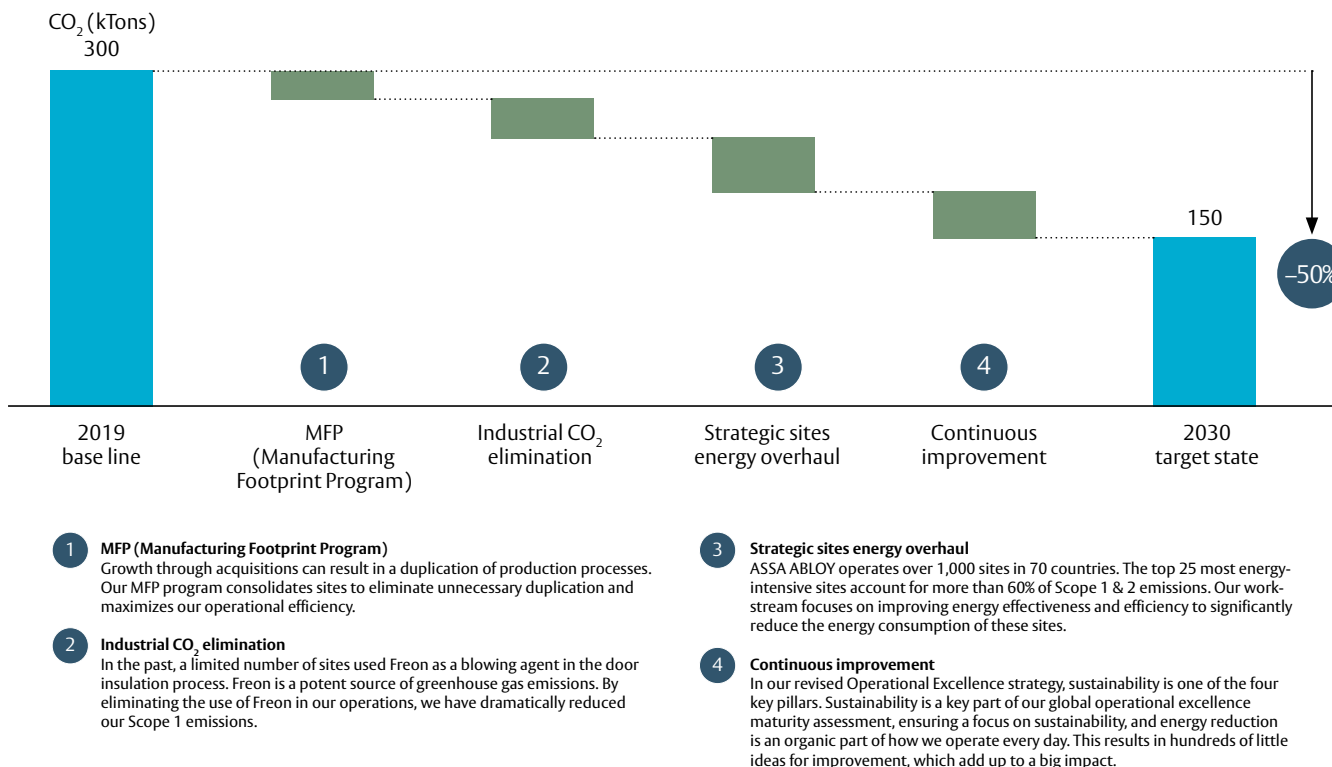 CO₂ (kTons)
300
150
–50%
1
2
3
4
2019
base line
MFP
(Manufacturing
Footprint Program)
Industrial CO₂
elimination
Strategic sites
energy overhaul
Continuous
improvement
2030
target state
1
MFP (Manufacturing Footprint Program)
Growth through acquisitions can result in a duplication of production processes.
Our MFP program consolidates sites to eliminate unnecessary duplication and
maximizes our operational efficiency.
2
Industrial CO₂ elimination
In the past, a limited number of sites used Freon as a blowing agent in the door
insulation process. Freon is a potent source of greenhouse gas emissions. By
eliminating the use of Freon in our operations, we have dramatically reduced
our Scope 1 emissions.
3
Strategic sites energy overhaul
ASSA ABLOY operates over 1,000 sites in 70 countries. The top 25 most energy-
intensive sites account for more than 60% of Scope 1 & 2 emissions. Our work-
stream focuses on improving energy effectiveness and efficiency to significantly
reduce the energy consumption of these sites.
4
Continuous improvement
In our revised Operational Excellence strategy, sustainability is one of the four
key pillars. Sustainability is a key part of our global operational excellence
maturity assessment, ensuring a focus on sustainability, and energy reduction
is an organic part of how we operate every day. This results in hundreds of little
ideas for improvement, which add up to a big impact.